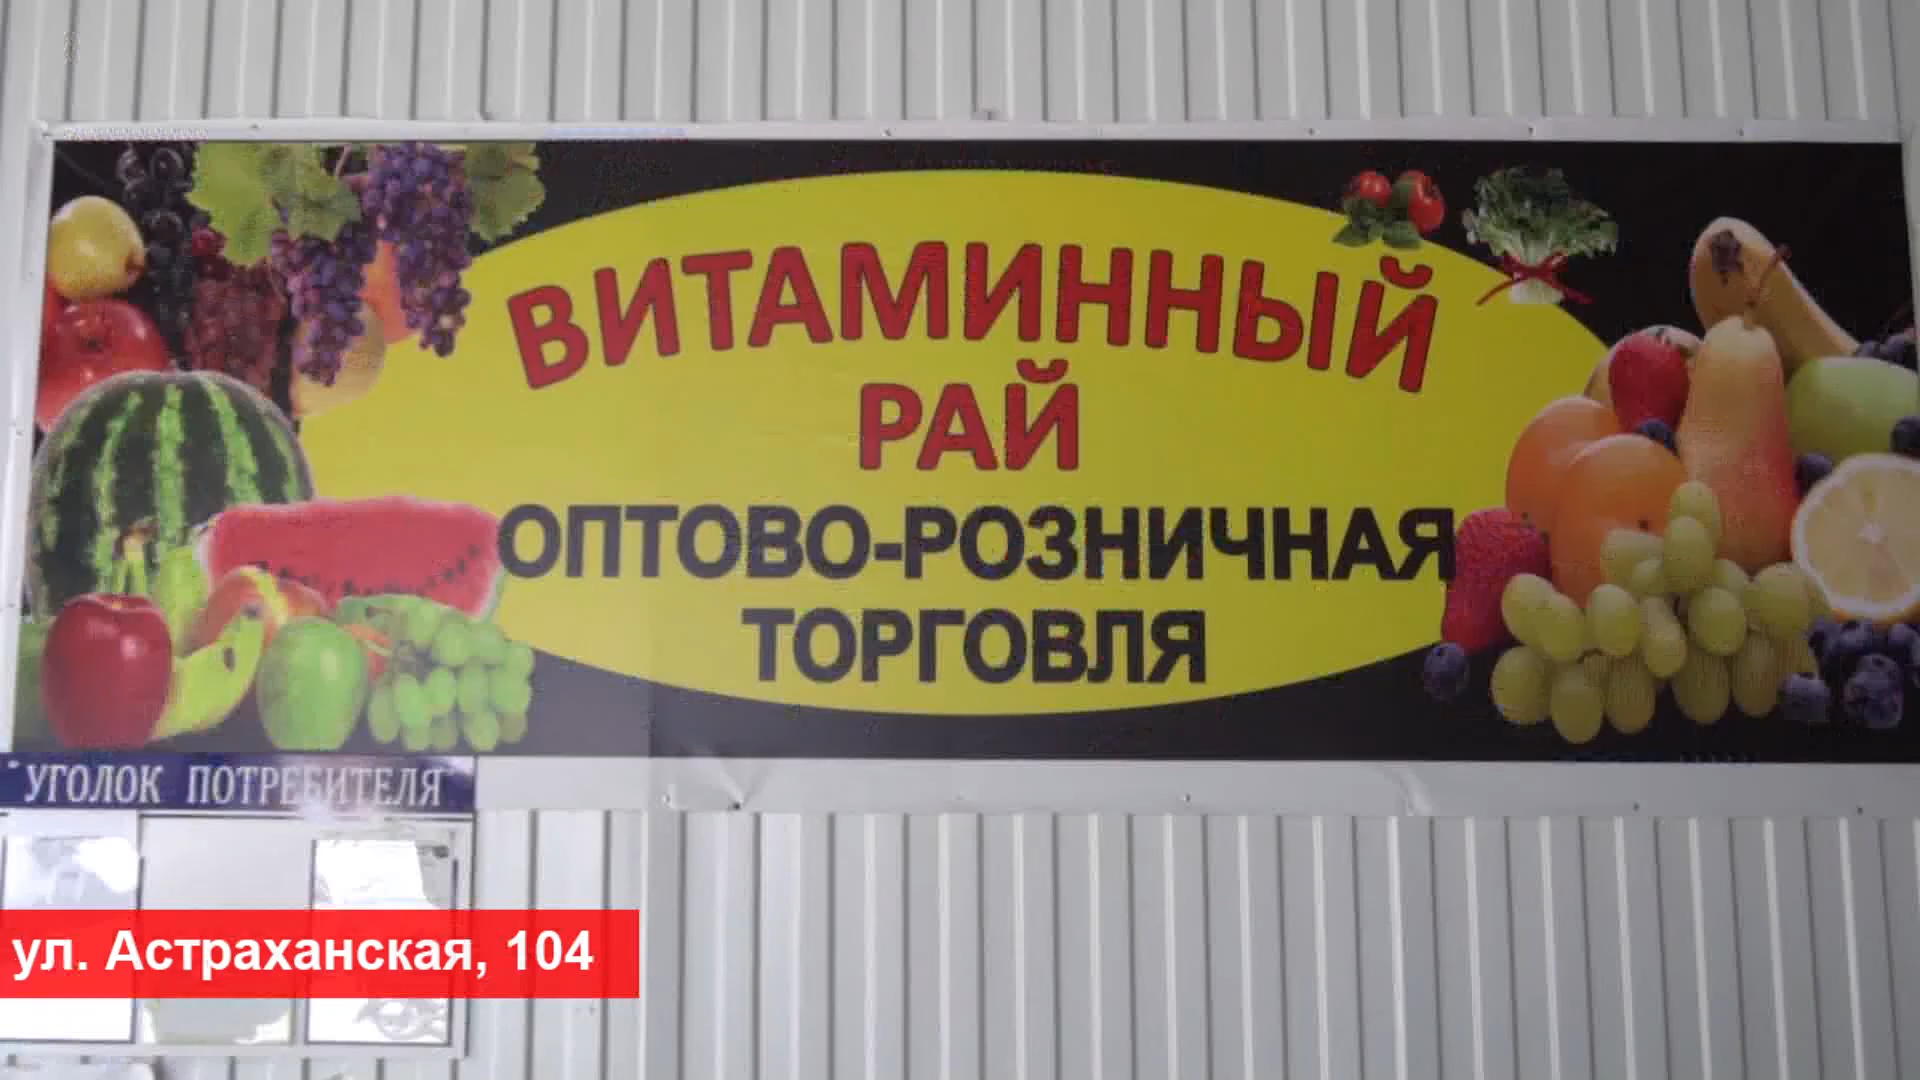 ВИТАМИННЫЙ
РАЙ
ОПТОВО-РОЗНИЧНАЯ
ТОРГОВЛЯ
"УГОЛОК ПОТРЕБИТЕЛЯ"
ул. Астраханская, 104